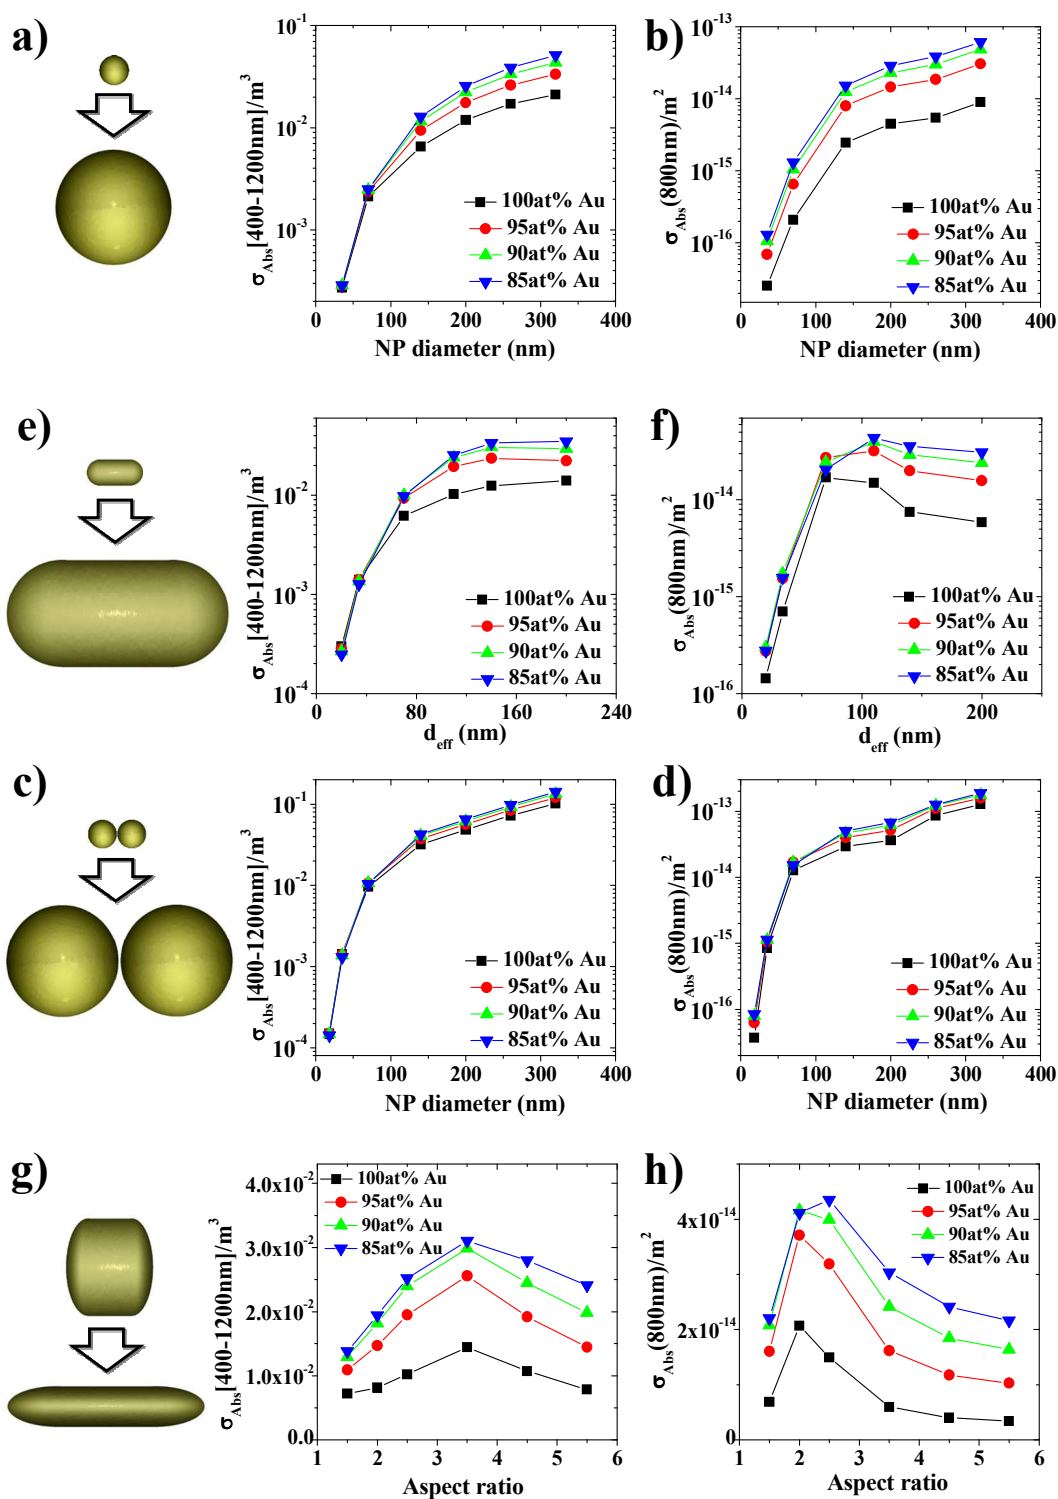 a)
σAbs[400-1200nm]/m³
10⁻¹
10⁻²
10⁻³
100at% Au
95at% Au
90at% Au
85at% Au
0 80 160 240 320 400
NP diameter (nm)
b)
σAbs(800nm)/m²
10⁻¹³
10⁻¹⁴
10⁻¹⁵
10⁻¹⁶
100at% Au
95at% Au
90at% Au
85at% Au
0 100 200 300 400
NP diameter (nm)
e)
σAbs[400-1200nm]/m³
10⁻²
10⁻³
10⁻⁴
100at% Au
95at% Au
90at% Au
85at% Au
0 80 160 240
deff (nm)
f)
σAbs(800nm)/m²
10⁻¹⁴
10⁻¹⁵
10⁻¹⁶
100at% Au
95at% Au
90at% Au
85at% Au
0 100 200
deff (nm)
c)
σAbs[400-1200nm]/m³
10⁻¹
10⁻²
10⁻³
10⁻⁴
100at% Au
95at% Au
90at% Au
85at% Au
0 100 200 300 400
NP diameter (nm)
d)
σAbs(800nm)/m²
10⁻¹³
10⁻¹⁴
10⁻¹⁵
10⁻¹⁶
100at% Au
95at% Au
90at% Au
85at% Au
0 100 200 300 400
NP diameter (nm)
g)
σAbs[400-1200nm]/m³
4.0x10⁻²
3.0x10⁻²
2.0x10⁻²
1.0x10⁻²
0.0
100at% Au
95at% Au
90at% Au
85at% Au
1 2 3 4 5 6
Aspect ratio
h)
σAbs(800nm)/m²
4x10⁻¹⁴
2x10⁻¹⁴
0
100at% Au
95at% Au
90at% Au
85at% Au
1 2 3 4 5 6
Aspect ratio